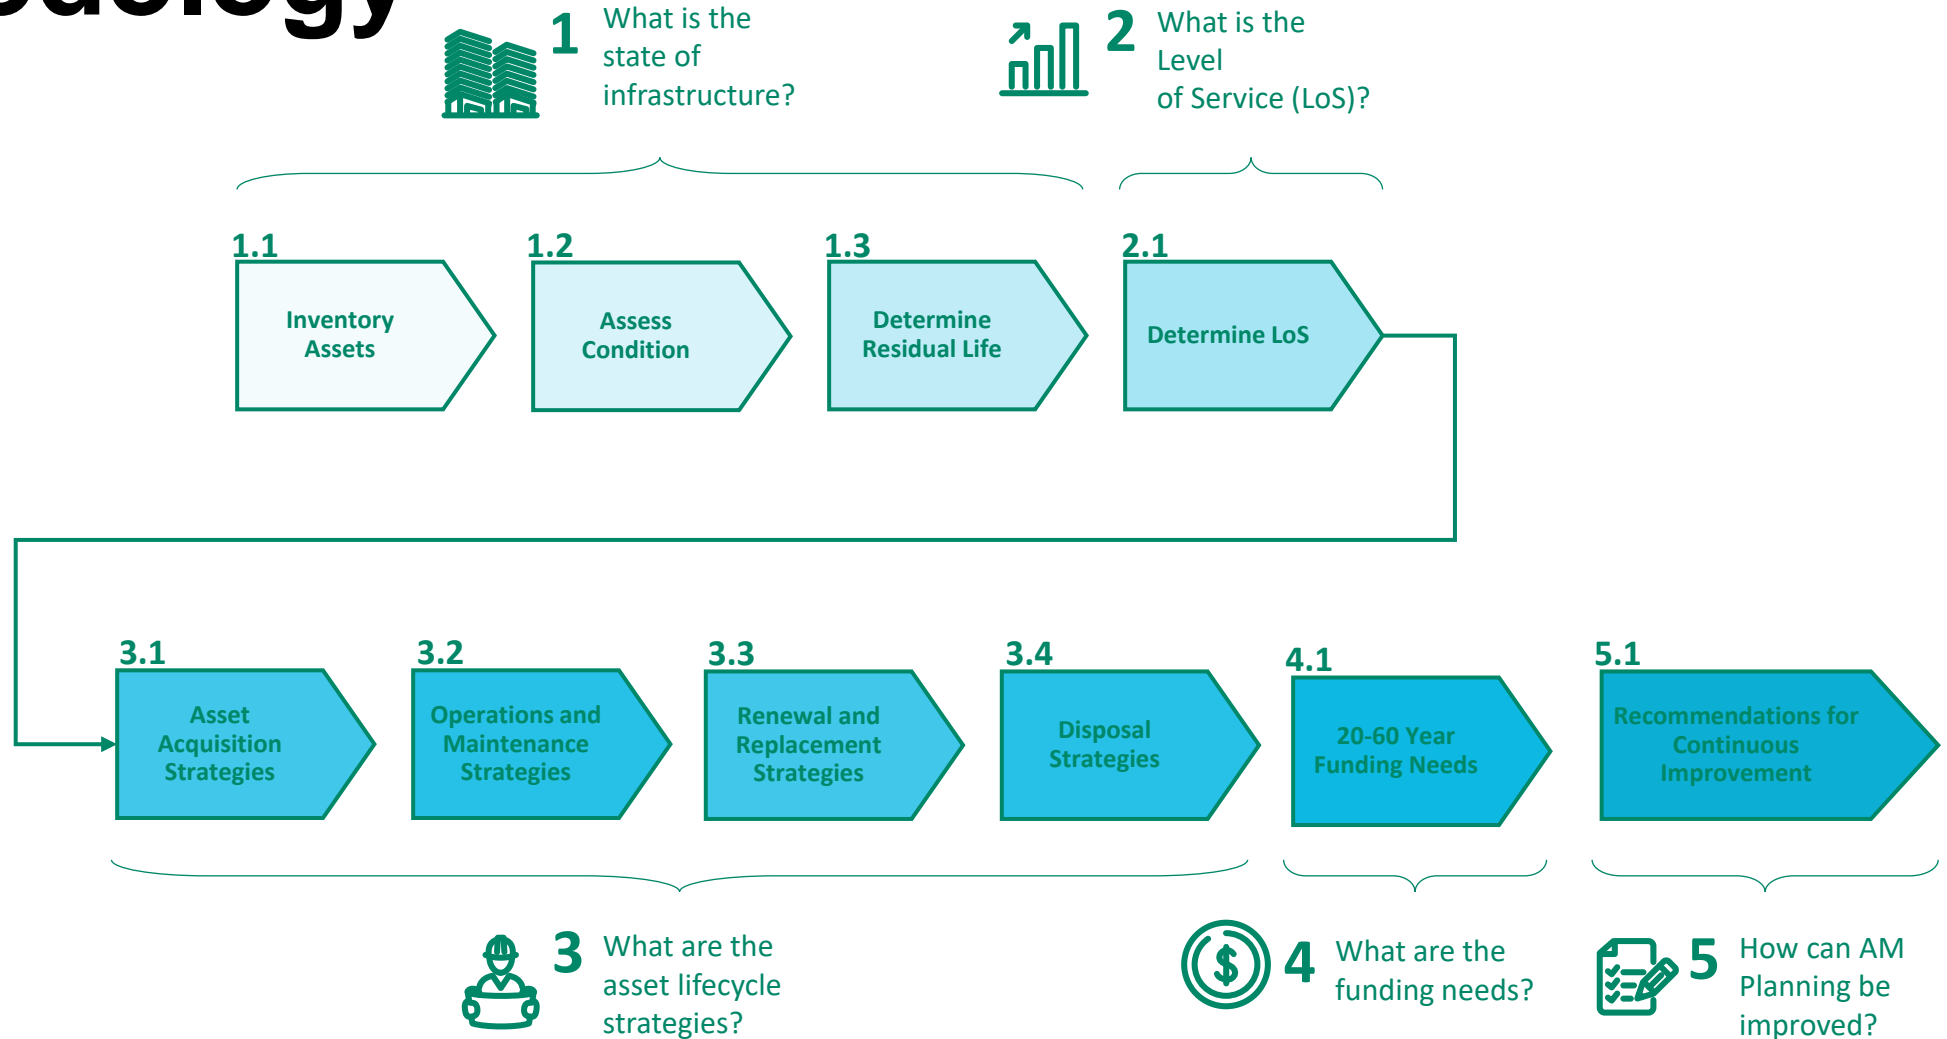 odology
1
What is the
state of
infrastructure?
2
What is the
Level
of Service (LoS)?
1.1
Inventory
Assets
1.2
Assess
Condition
1.3
Determine
Residual Life
2.1
Determine LoS
3.1
Asset
Acquisition
Strategies
3.2
Operations and
Maintenance
Strategies
3.3
Renewal and
Replacement
Strategies
3.4
Disposal
Strategies
4.1
20-60 Year
Funding Needs
5.1
Recommendations for
Continuous
Improvement
3
What are the
asset lifecycle
strategies?
$
4
What are the
funding needs?
5
How can AM
Planning be
improved?